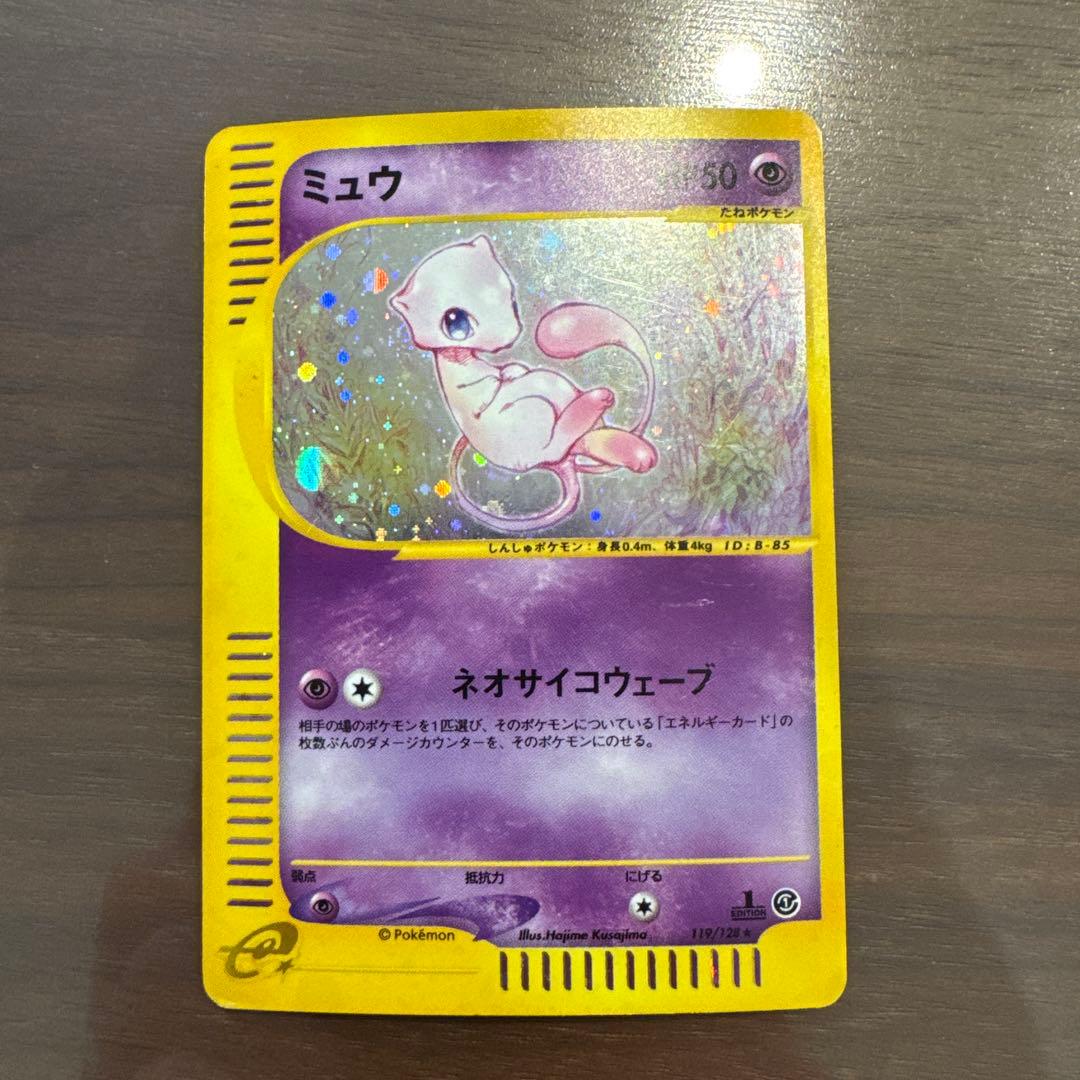 ミュウ
HP50
たねポケモン
しんしゅポケモン：身長0.4m、体重4kg ID：B-85
ネオサイコウェーブ
相手の場のポケモンを1匹選び、そのポケモンについている「エネルギーカード」の
枚数ぶんのダメージカウンターを、そのポケモンにのせる。
弱点 抵抗力 にげる
1 EDITION
©Pokémon Illus.Hajime Kusajima 119/128★
e